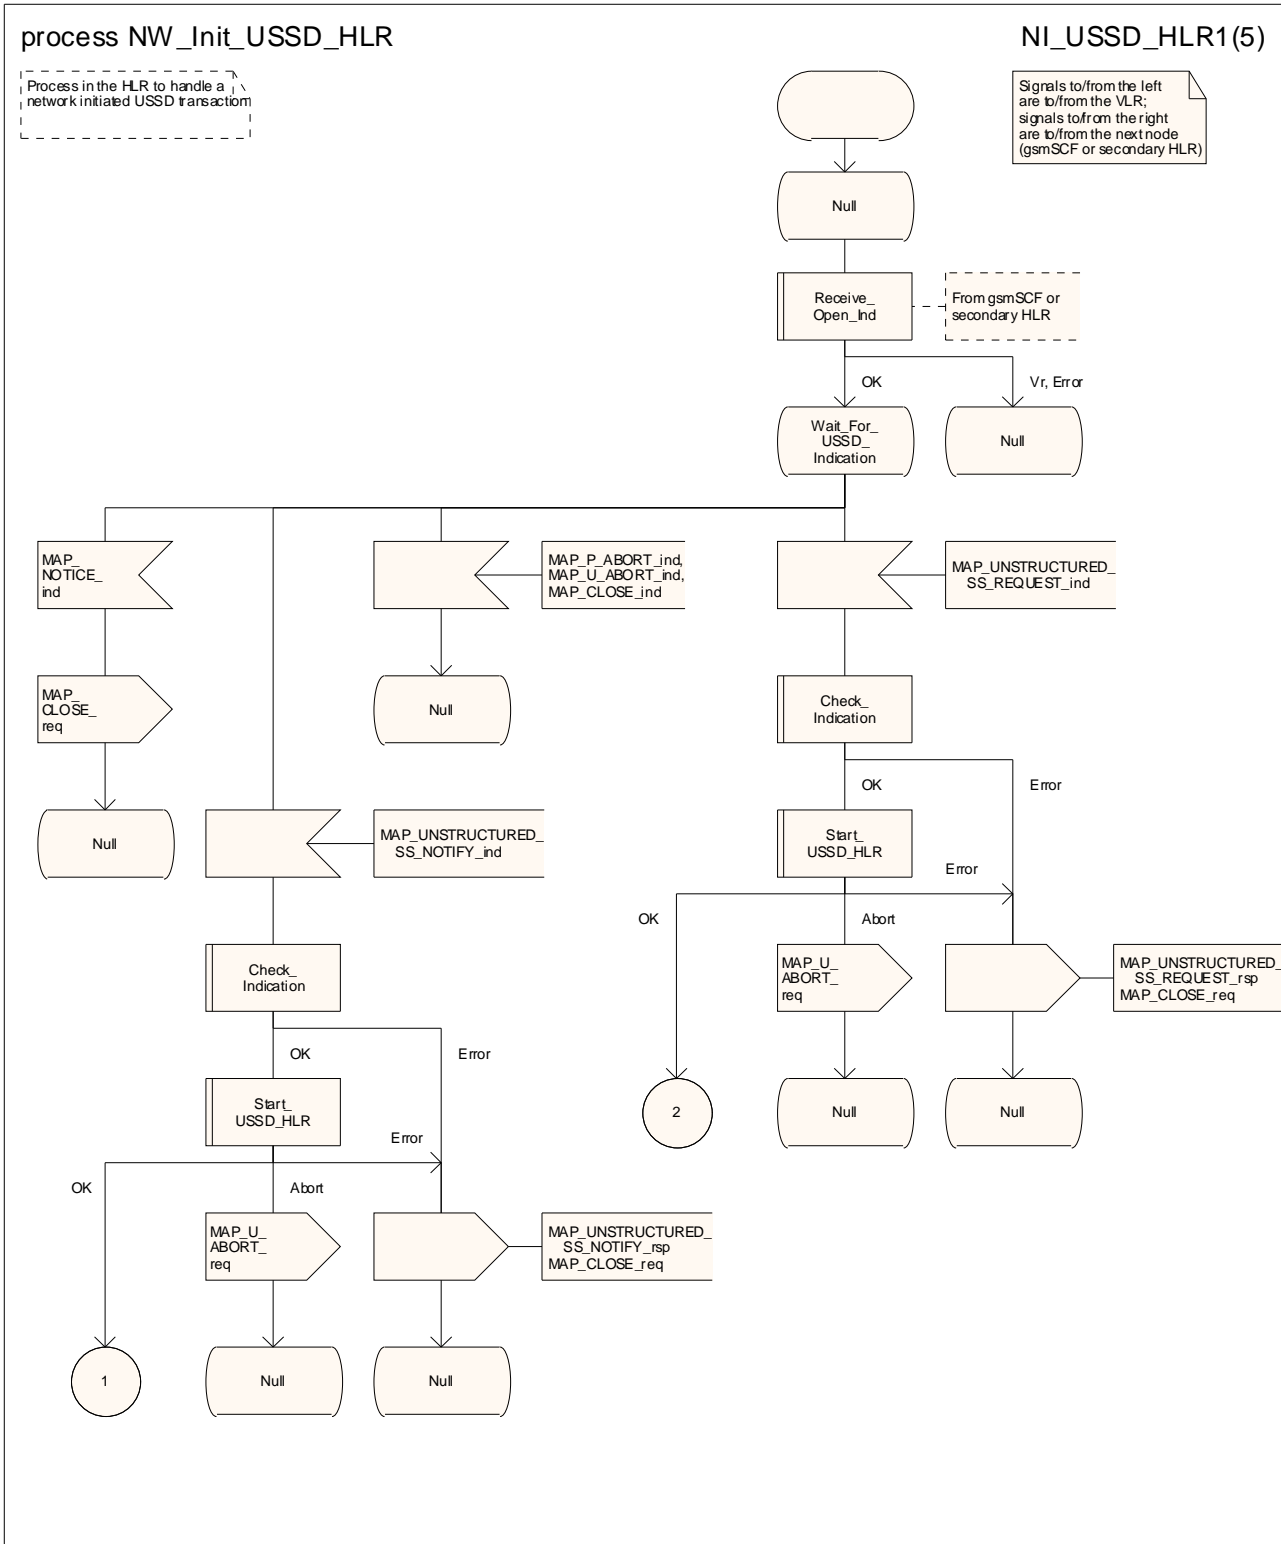 process NW_Init_USSD_HLR
NI_USSD_HLR1(5)
Process in the HLR to handle a
network initiated USSD transaction
Signals to/from the left
are to/from the VLR;
signals to/from the right
are to/from the next node
(gsmSCF or secondary HLR)
Null
Receive_
Open_Ind
From gsmSCF or
secondary HLR
OK
Vr, Error
Wait_For_
USSD_
Indication
Null
MAP_
NOTICE_
ind
MAP_P_ABORT_ind,
MAP_U_ABORT_ind,
MAP_CLOSE_ind
MAP_UNSTRUCTURED_
SS_REQUEST_ind
MAP_
CLOSE_
req
Null
Check_
Indication
OK
Error
Null
MAP_UNSTRUCTURED_
SS_NOTIFY_ind
Start_
USSD_HLR
Error
OK
Abort
Check_
Indication
MAP_U_
ABORT_
req
MAP_UNSTRUCTURED_
SS_REQUEST_rsp
MAP_CLOSE_req
OK
Error
Start_
USSD_HLR
2
Null
Null
Error
OK
Abort
MAP_U_
ABORT_
req
MAP_UNSTRUCTURED_
SS_NOTIFY_rsp
MAP_CLOSE_req
1
Null
Null